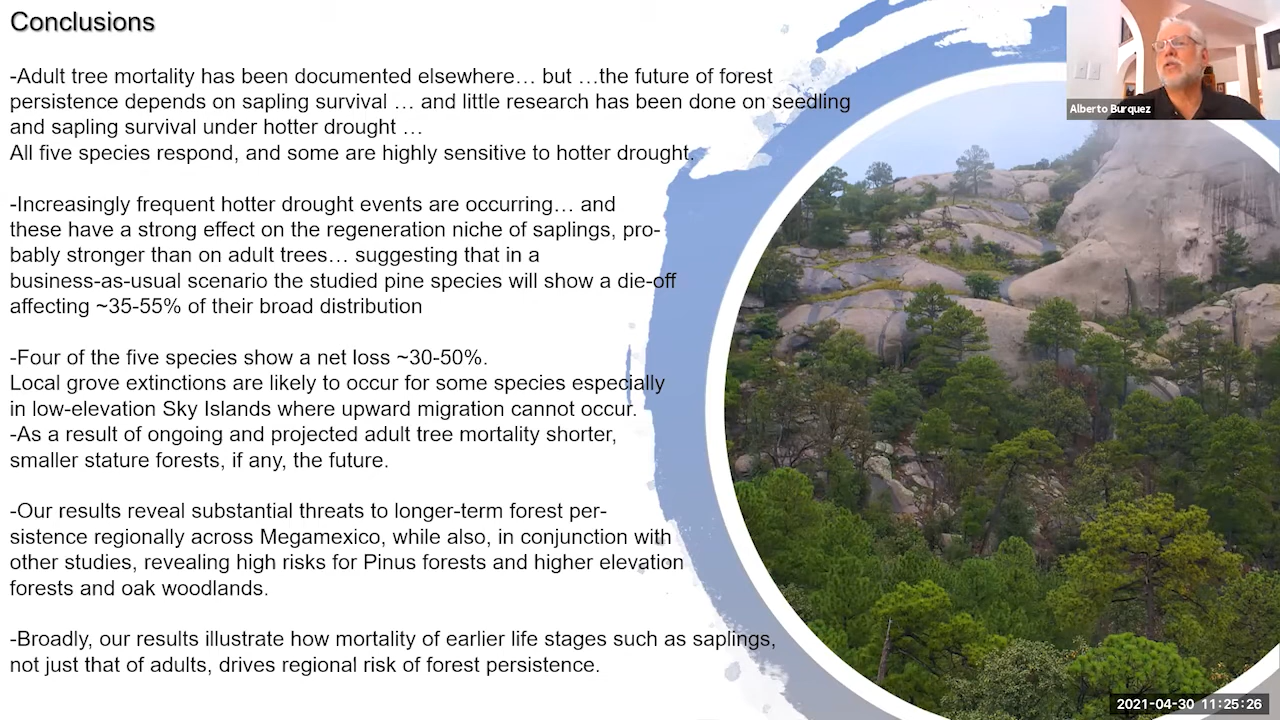 Conclusions
-Adult tree mortality has been documented elsewhere… but …the future of forest
persistence depends on sapling survival … and little research has been done on seedling
and sapling survival under hotter drought …
All five species respond, and some are highly sensitive to hotter drought.
-Increasingly frequent hotter drought events are occurring… and
these have a strong effect on the regeneration niche of saplings, pro-
bably stronger than on adult trees… suggesting that in a
business-as-usual scenario the studied pine species will show a die-off
affecting ~35-55% of their broad distribution
-Four of the five species show a net loss ~30-50%.
Local grove extinctions are likely to occur for some species especially
in low-elevation Sky Islands where upward migration cannot occur.
-As a result of ongoing and projected adult tree mortality shorter,
smaller stature forests, if any, the future.
-Our results reveal substantial threats to longer-term forest per-
sistence regionally across Megamexico, while also, in conjunction with
other studies, revealing high risks for Pinus forests and higher elevation
forests and oak woodlands.
-Broadly, our results illustrate how mortality of earlier life stages such as saplings,
not just that of adults, drives regional risk of forest persistence.
Alberto Burquez
2021-04-30 11:25:26